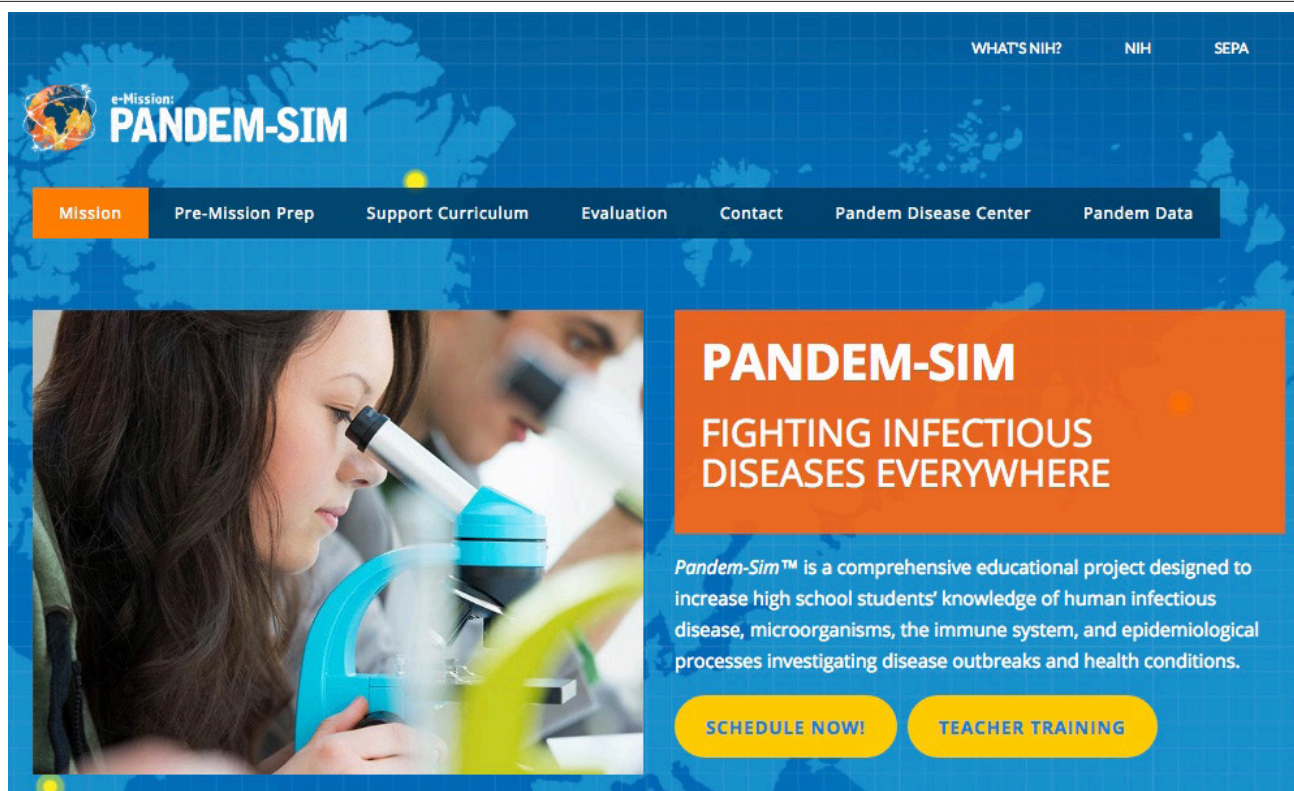 WHAT'S NIH? NIH SEPA
e-Mission:
PANDEM-SIM
Mission Pre-Mission Prep Support Curriculum Evaluation Contact Pandem Disease Center Pandem Data
PANDEM-SIM
FIGHTING INFECTIOUS
DISEASES EVERYWHERE
Pandem-Sim™ is a comprehensive educational project designed to
increase high school students’ knowledge of human infectious
disease, microorganisms, the immune system, and epidemiological
processes investigating disease outbreaks and health conditions.
SCHEDULE NOW! TEACHER TRAINING